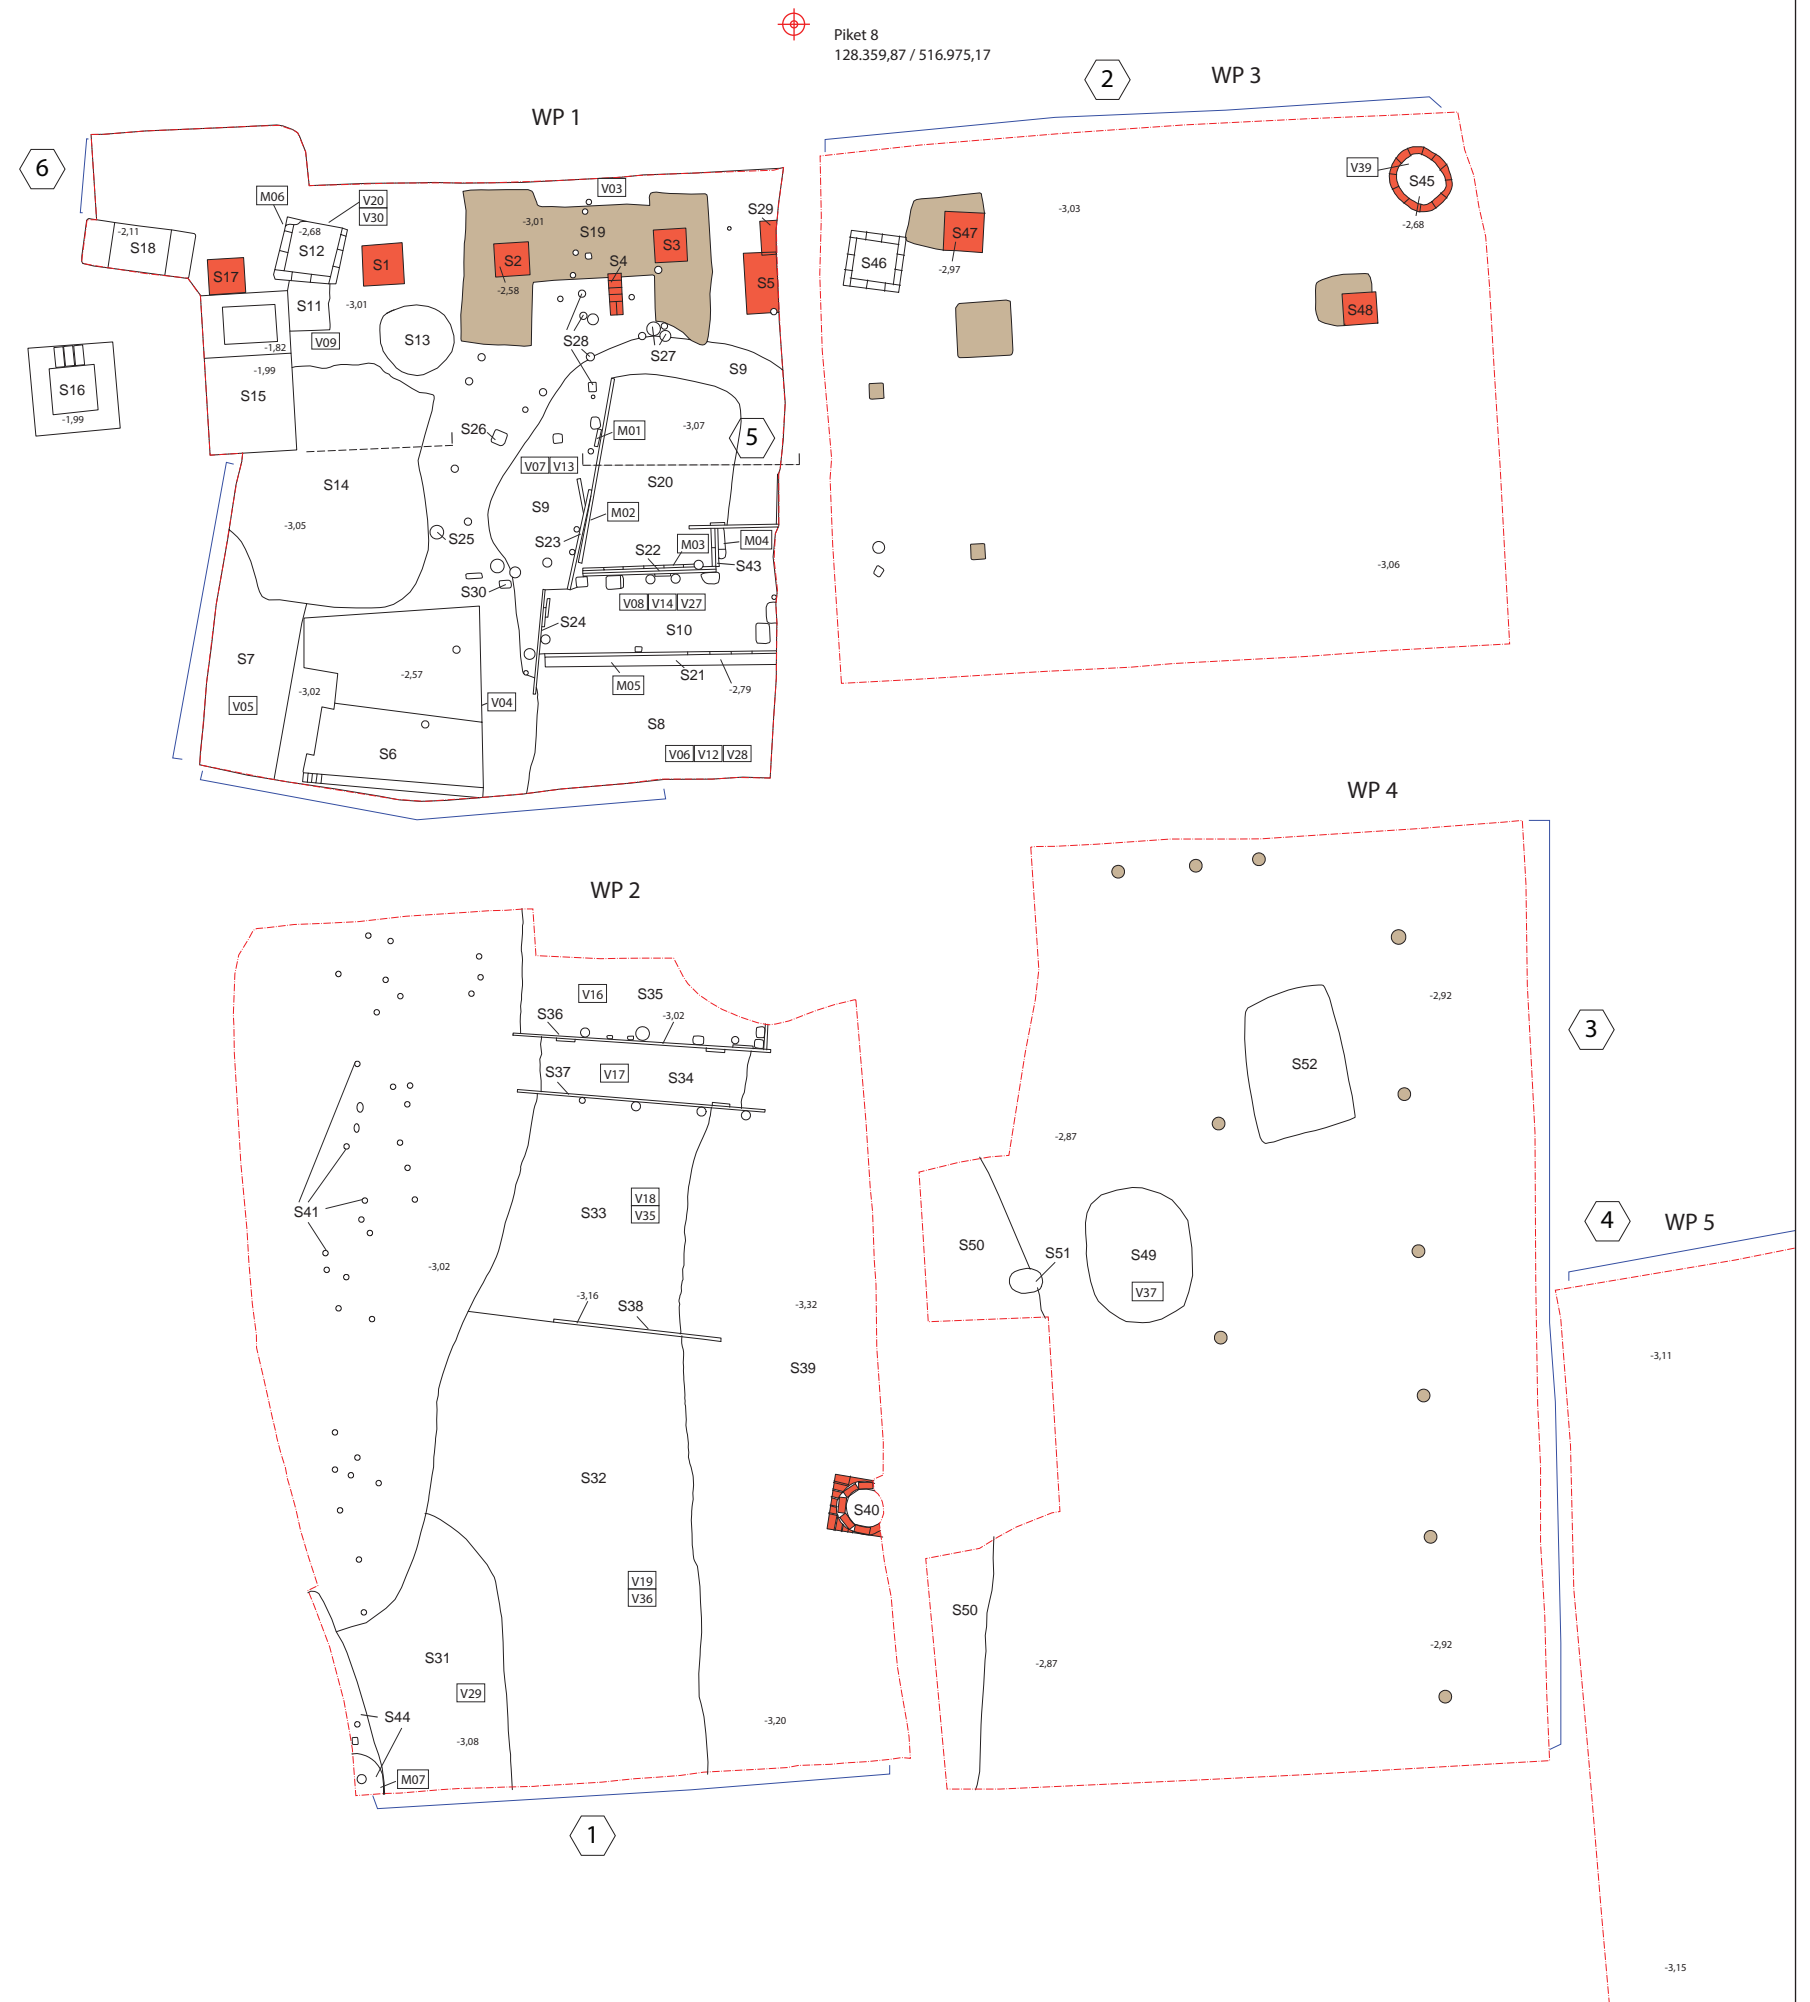 Piket 8
128.359,87 / 516.975,17
2
WP 3
WP 1
6
M06
V20
V30
V03
-2,11
S18
-2,68
S12
S17
S1
-3,01
S19
S2
S3
S4
-2,58
S29
S5
S11
-3,01
V09
S13
-1,82
-1,99
S15
S16
-1,99
S28
S27
S9
S26
M01
-3,07
5
V07
V13
S14
S20
S9
M02
-3,05
S25
S23
S22
M03
M04
S43
S30
V08
V14
V27
S24
S10
S7
V05
-3,02
-2,57
V04
M05
S21
-2,79
S6
S8
V06
V12
V28
V39
S45
-2,68
-3,03
S47
-2,97
S46
S48
-3,06
WP 4
WP 2
V16
S35
S36
-3,02
S37
V17
S34
S41
S33
V18
V35
-3,02
-3,16
S38
-3,32
S39
S32
S40
V19
V36
S31
V29
S44
-3,08
M07
-3,20
1
-2,92
S52
3
-2,87
S50
S51
S49
V37
4
WP 5
-3,11
S50
-2,87
-2,92
-3,15